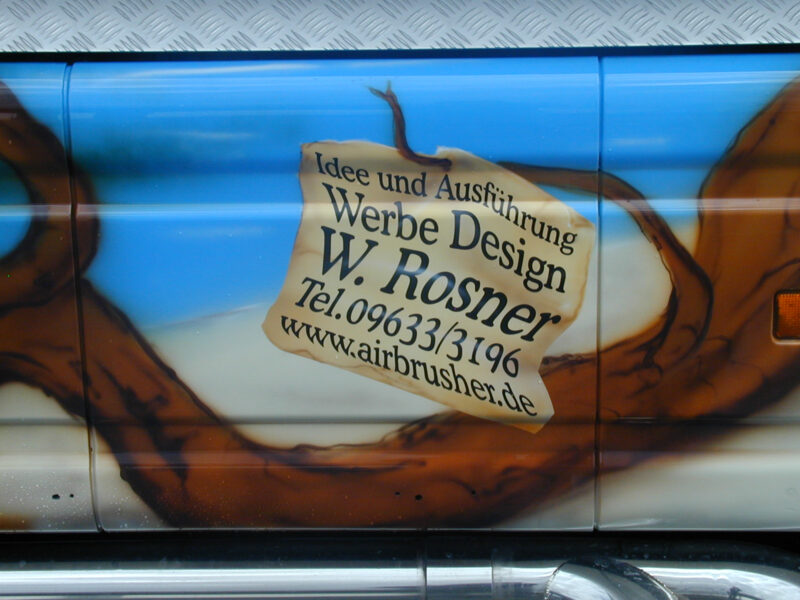 Idee und Ausführung
Werbe Design
W. Rosner
Tel.09633/3196
www.airbrusher.de